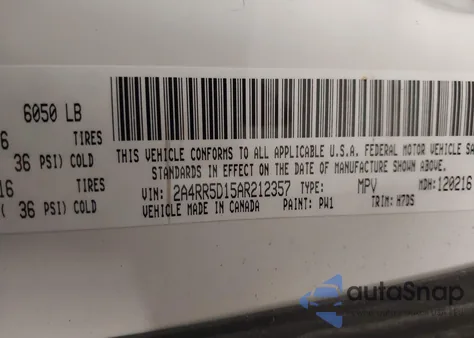 6050 LB
6 TIRES
36 PSI) COLD
16 TIRES
( 36 PSI) COLD
THIS VEHICLE CONFORMS TO ALL APPLICABLE U.S.A. FEDERAL MOTOR VEHICLE SA
STANDARDS IN EFFECT ON THE DATE OF MANUFACTURE SHOWN ABOVE.
VIN: 2A4RR5D15AR212357 TYPE: MPV MDH: 120216
VEHICLE MADE IN CANADA PAINT: PW1 TRIM: H7DS
autoSnap